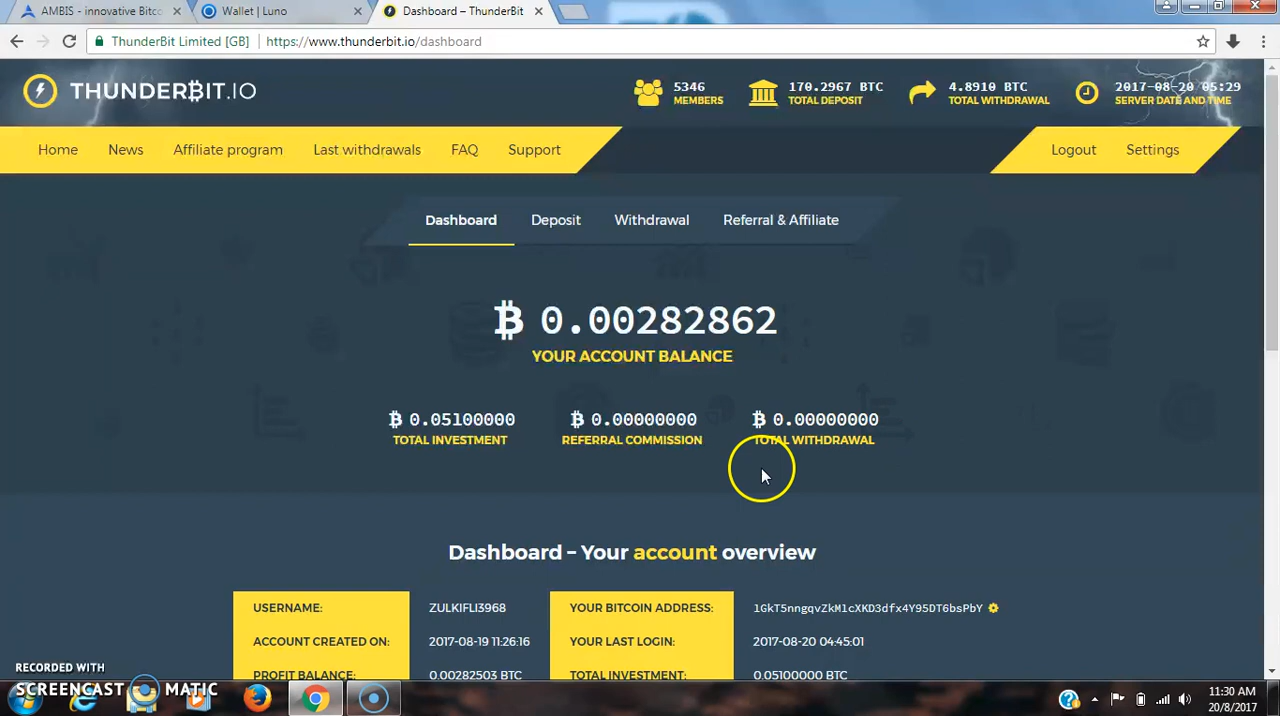 AMBIS - innovative Bitco
Wallet | Luno
Dashboard – ThunderBit
ThunderBit Limited [GB]
https://www.thunderbit.io/dashboard
THUNDERBIT.IO
5346
MEMBERS
170.2967 BTC
TOTAL DEPOSIT
4.8910 BTC
TOTAL WITHDRAWAL
2017-08-20 05:29
SERVER DATE AND TIME
Home
News
Affiliate program
Last withdrawals
FAQ
Support
Logout
Settings
Dashboard
Deposit
Withdrawal
Referral & Affiliate
₿ 0.00282862
YOUR ACCOUNT BALANCE
₿ 0.05100000
TOTAL INVESTMENT
₿ 0.00000000
REFERRAL COMMISSION
₿ 0.00000000
TOTAL WITHDRAWAL
Dashboard – Your account overview
USERNAME:
ZULKIFLI3968
YOUR BITCOIN ADDRESS:
1GkT5nngqvZkM1cXKD3dfx4Y95DT6bsPbY
ACCOUNT CREATED ON:
2017-08-19 11:26:16
YOUR LAST LOGIN:
2017-08-20 04:45:01
PROFIT BALANCE:
0.00282503 BTC
TOTAL INVESTMENT:
0.05100000 BTC
RECORDED WITH
SCREENCAST MATIC
11:30 AM
20/8/2017